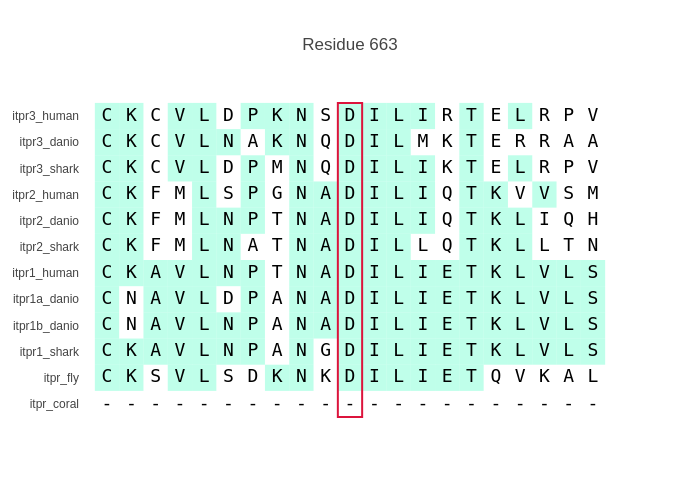 Residue 663
itpr3_human C K C V L D P K N S D I L I R T E L R P V
itpr3_danio C K C V L N A K N Q D I L M K T E R R A A
itpr3_shark C K C V L D P M N Q D I L I K T E L R P V
itpr2_human C K F M L S P G N A D I L I Q T K V V S M
itpr2_danio C K F M L N P T N A D I L I Q T K L I Q H
itpr2_shark C K F M L N A T N A D I L L Q T K L L T N
itpr1_human C K A V L N P T N A D I L I E T K L V L S
itpr1a_danio C N A V L D P A N A D I L I E T K L V L S
itpr1b_danio C N A V L N P A N A D I L I E T K L V L S
itpr1_shark C K A V L N P A N G D I L I E T K L V L S
itpr_fly C K S V L S D K N K D I L I E T Q V K A L
itpr_coral - - - - - - - - - - - - - - - - - - - - -